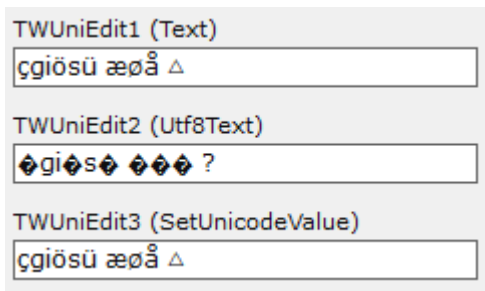 TWUniEdit1 (Text)
çgiösü æøå △
TWUniEdit2 (Utf8Text)
�gi�s� ��� ?
TWUniEdit3 (SetUnicodeValue)
çgiösü æøå △